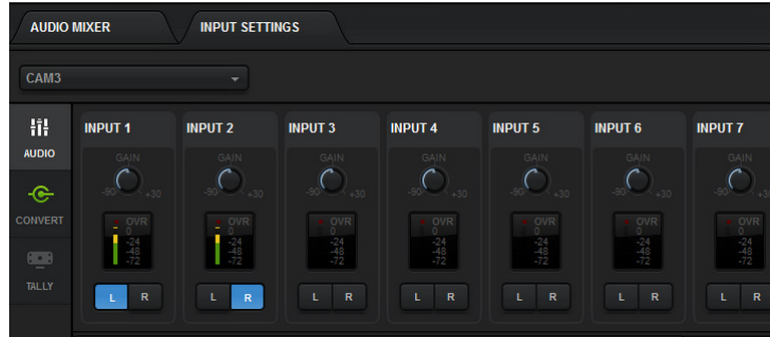 AUDIO MIXER INPUT SETTINGS
CAM3
AUDIO
CONVERT
TALLY
INPUT 1
GAIN
-90 +30
OVR
0
-24
-48
-72
L R
INPUT 2
GAIN
-90 +30
OVR
0
-24
-48
-72
L R
INPUT 3
GAIN
-90 +30
OVR
0
-24
-48
-72
L R
INPUT 4
GAIN
-90 +30
OVR
0
-24
-48
-72
L R
INPUT 5
GAIN
-90 +30
OVR
0
-24
-48
-72
L R
INPUT 6
GAIN
-90 +30
OVR
0
-24
-48
-72
L R
INPUT 7
GAIN
-90 +30
OVR
0
-24
-48
-72
L R